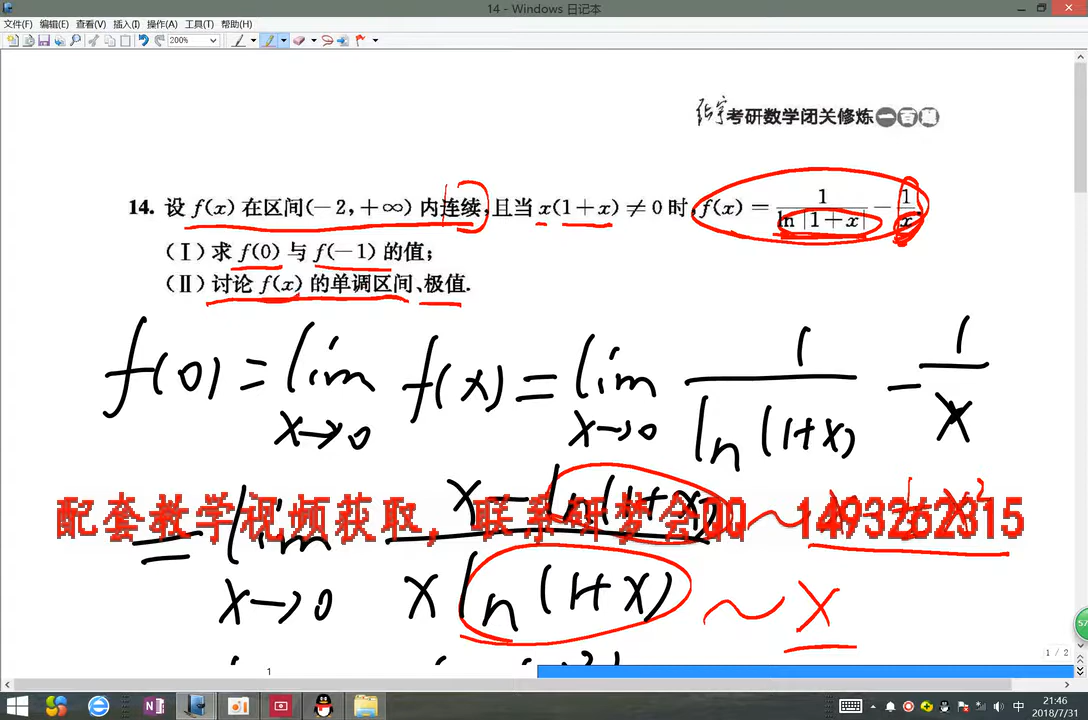 14 - Windows 日记本
文件(F) 编辑(E) 查看(V) 插入(I) 操作(A) 工具(T) 帮助(H)
200%
张宇考研数学闭关修炼一百题
14. 设 f(x) 在区间(-2,+∞) 内连续,且当 x(1+x) ≠ 0 时, f(x) = 1/ln|1+x| - 1/x.
(Ⅰ) 求 f(0) 与 f(-1) 的值;
(Ⅱ) 讨论 f(x) 的单调区间、极值.
f(0) = lim x→0 f(x) = lim x→0 1/ln(1+x) - 1/x
= lim x→0 (x - ln(1+x))/(x ln(1+x))
~ x
配套教学视频获取，联系研梦会QQ 1493262315
1 / 2
57
1
中
21:46
2018/7/31